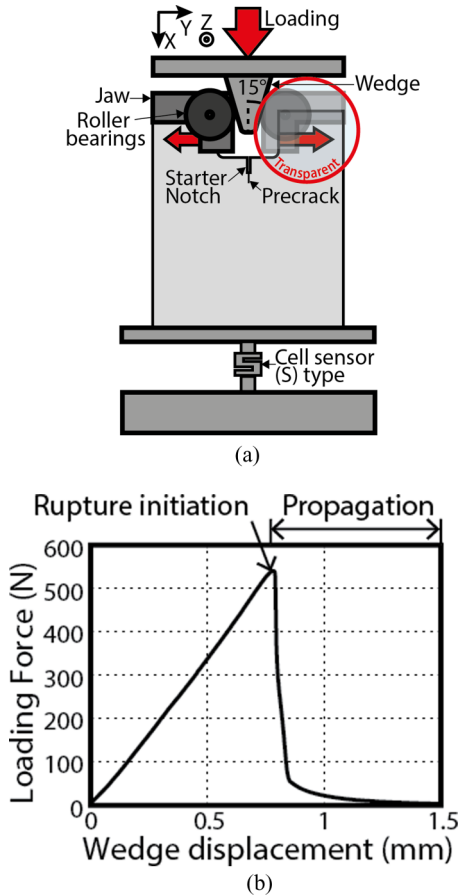 Y
Z
X
Loading
15°
Wedge
Jaw
Roller
bearings
Transparent
Starter
Notch
Precrack
Cell sensor
(S) type
(a)
Rupture initiation
Propagation
Loading Force (N)
600
500
400
300
200
100
0
0
0.5
1
1.5
Wedge displacement (mm)
(b)